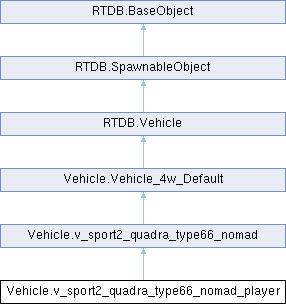 RTDB.BaseObject
RTDB.SpawnableObject
RTDB.Vehicle
Vehicle.Vehicle_4w_Default
Vehicle.v_sport2_quadra_type66_nomad
Vehicle.v_sport2_quadra_type66_nomad_player